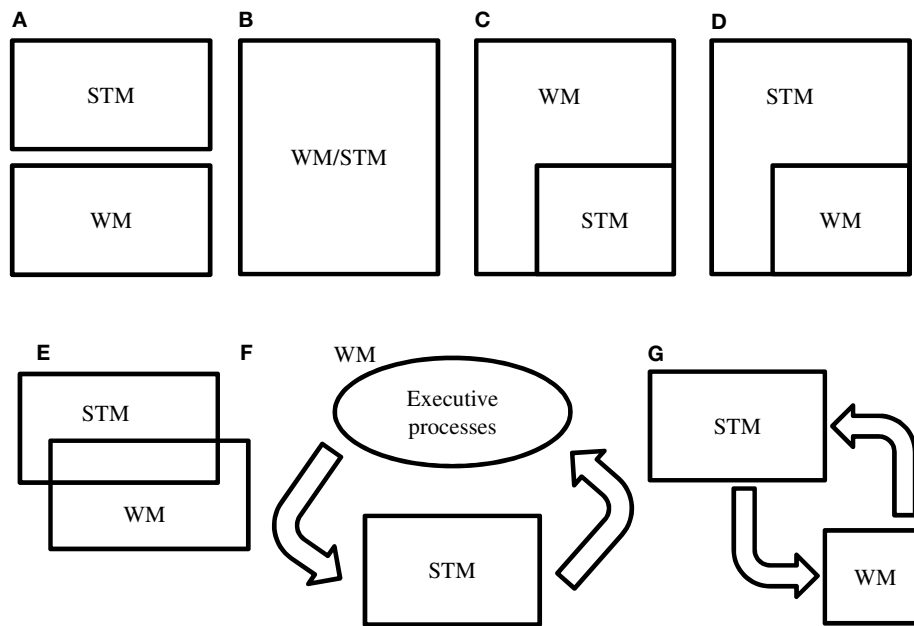 A
STM
WM
B
WM/STM
C
WM
STM
D
STM
WM
E
STM
WM
F
WM
Executive
processes
STM
G
STM
WM